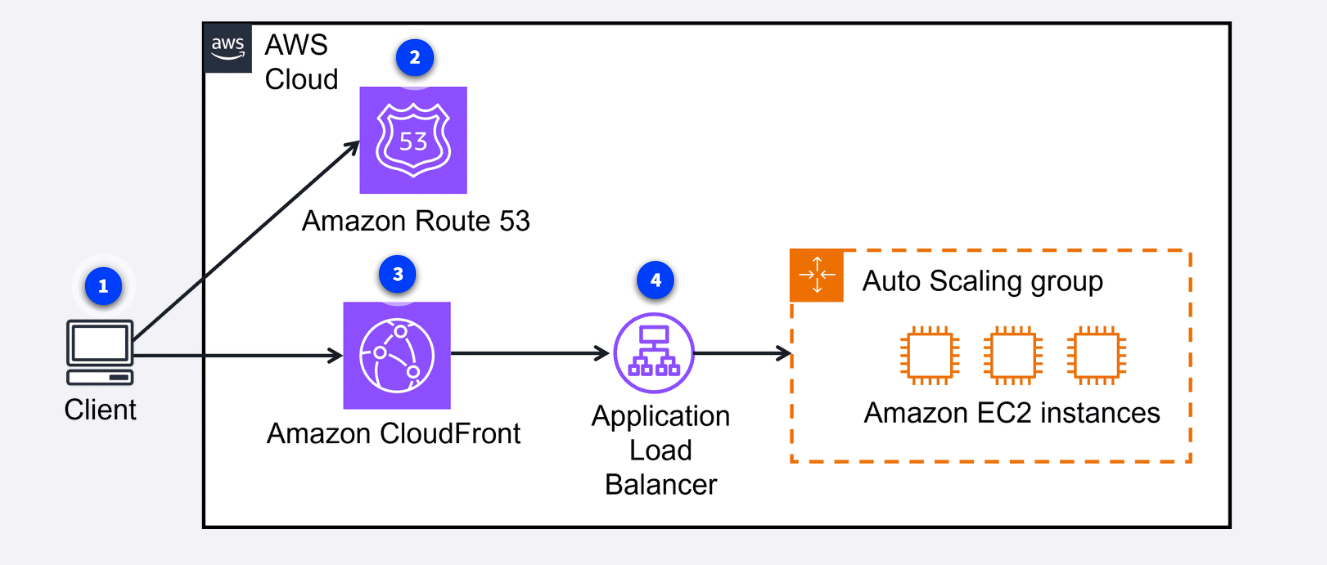 aws
AWS
Cloud
2
53
Amazon Route 53
1
Client
3
Amazon CloudFront
4
Application
Load
Balancer
Auto Scaling group
Amazon EC2 instances